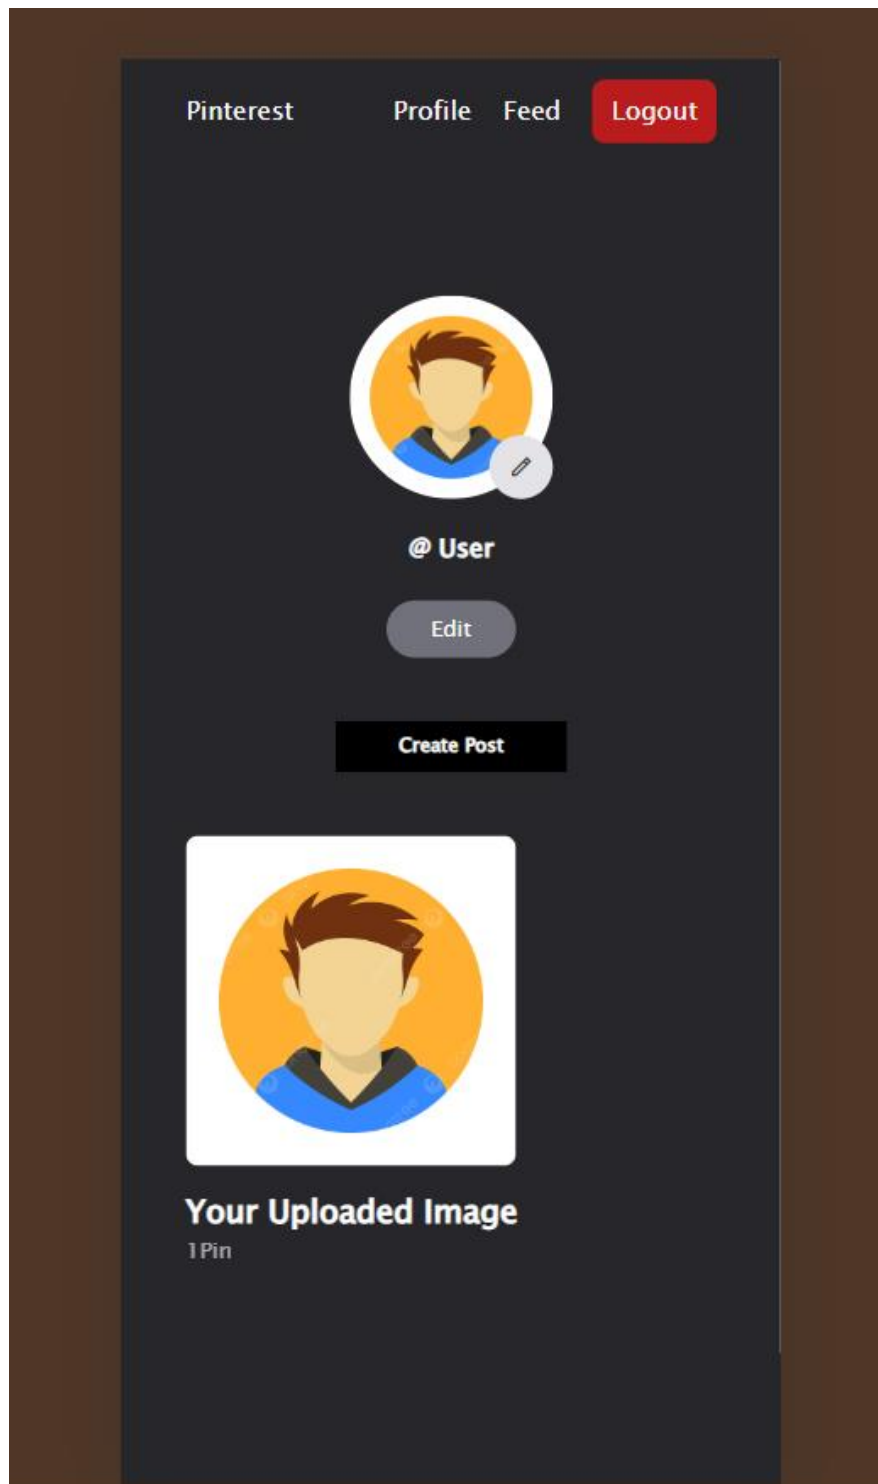 Pinterest Profile Feed Logout
@ User
Edit
Create Post
Your Uploaded Image
1 Pin